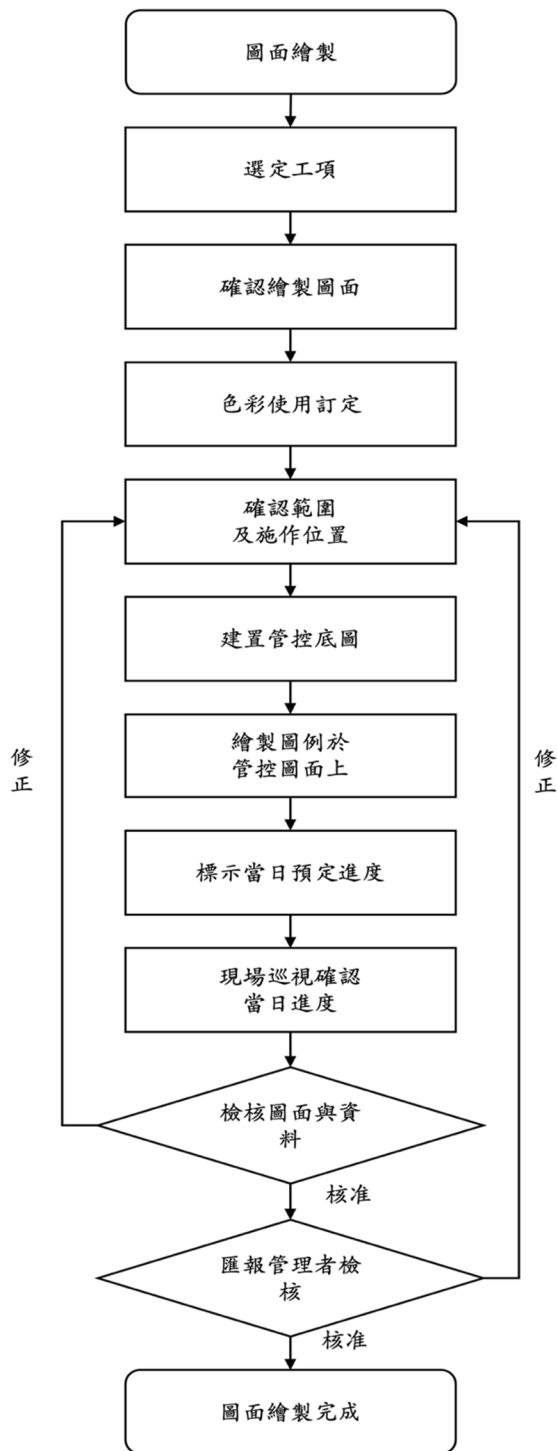 圖面繪製
選定工項
確認繪製圖面
色彩使用訂定
確認範圍
及施作位置
建置管控底圖
繪製圖例於
管控圖面上
修
正
修
正
標示當日預定進度
現場巡視確認
當日進度
檢核圖面與資
料
核准
匯報管理者檢
核
核准
圖面繪製完成